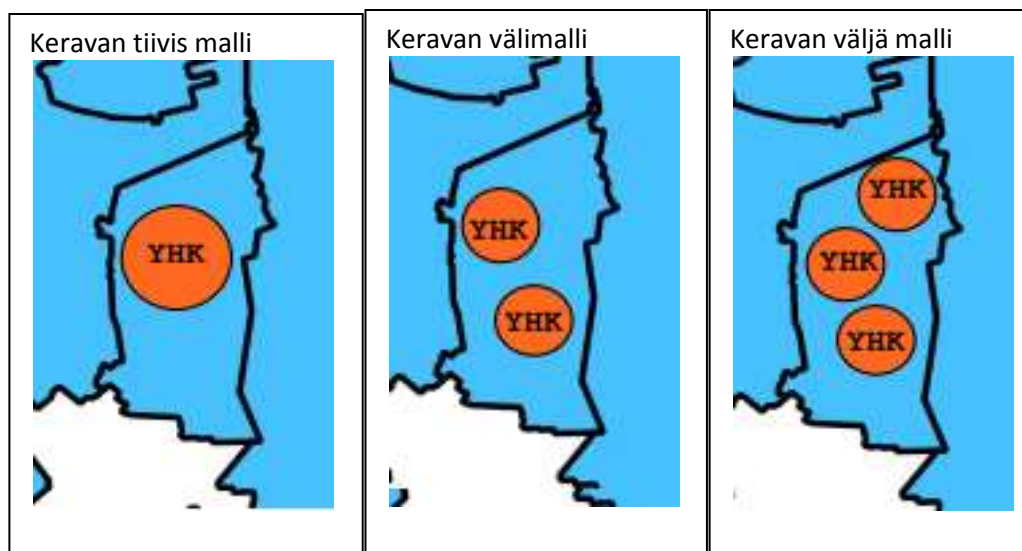 Keravan tiivis malli
YHK
Keravan välimalli
YHK
YHK
Keravan väljä malli
YHK
YHK
YHK